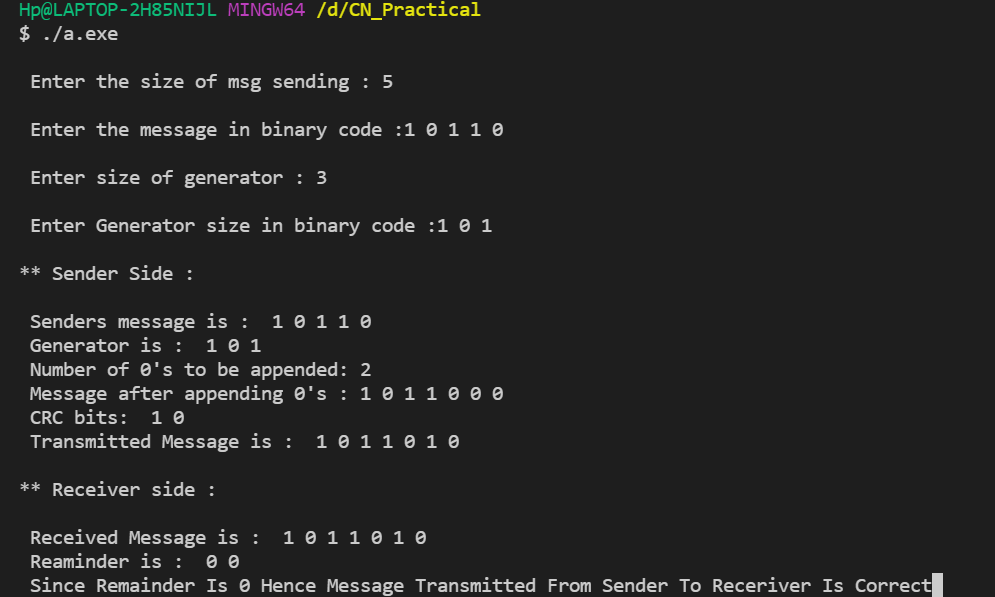 Hp@LAPTOP-2H85NIJL MINGW64 /d/CN_Practical
$ ./a.exe
Enter the size of msg sending : 5
Enter the message in binary code :1 0 1 1 0
Enter size of generator : 3
Enter Generator size in binary code :1 0 1
** Sender Side :
Senders message is :  1 0 1 1 0
Generator is :  1 0 1
Number of 0's to be appended: 2
Message after appending 0's : 1 0 1 1 0 0 0
CRC bits:  1 0
Transmitted Message is :  1 0 1 1 0 1 0
** Receiver side :
Received Message is :  1 0 1 1 0 1 0
Reaminder is :  0 0
Since Remainder Is 0 Hence Message Transmitted From Sender To Receriver Is Correct